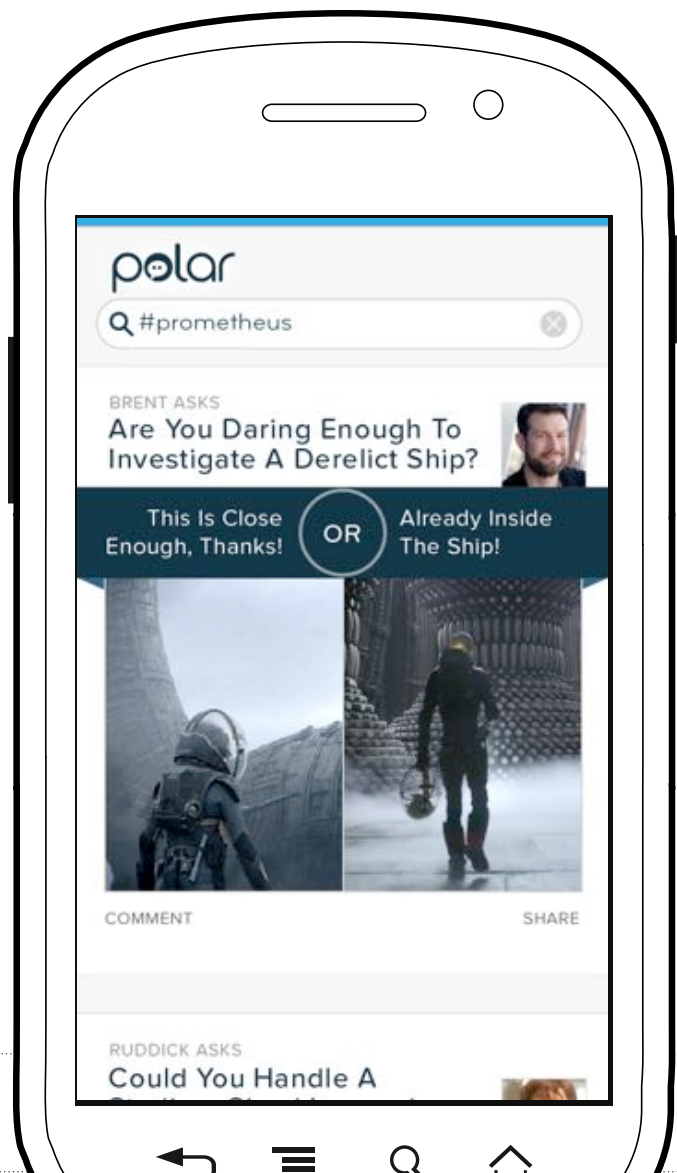 polar
#prometheus
BRENT ASKS
Are You Daring Enough To
Investigate A Derelict Ship?
This Is Close
Enough, Thanks!
OR
Already Inside
The Ship!
COMMENT
SHARE
RUDDICK ASKS
Could You Handle A